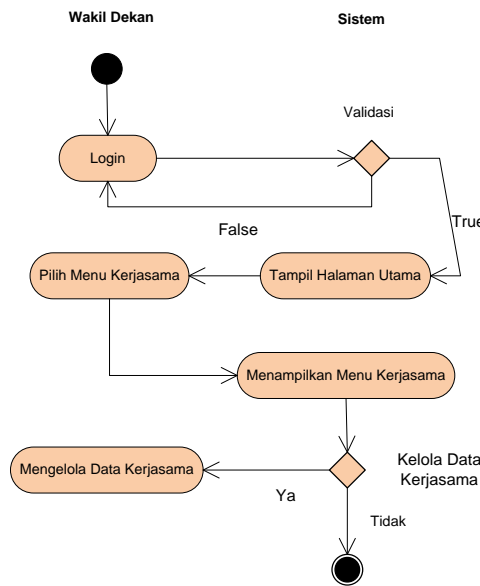 Wakil Dekan
Sistem
Validasi
Login
False
True
Pilih Menu Kerjasama
Tampil Halaman Utama
Menampilkan Menu Kerjasama
Mengelola Data Kerjasama
Kelola Data
Kerjasama
Ya
Tidak